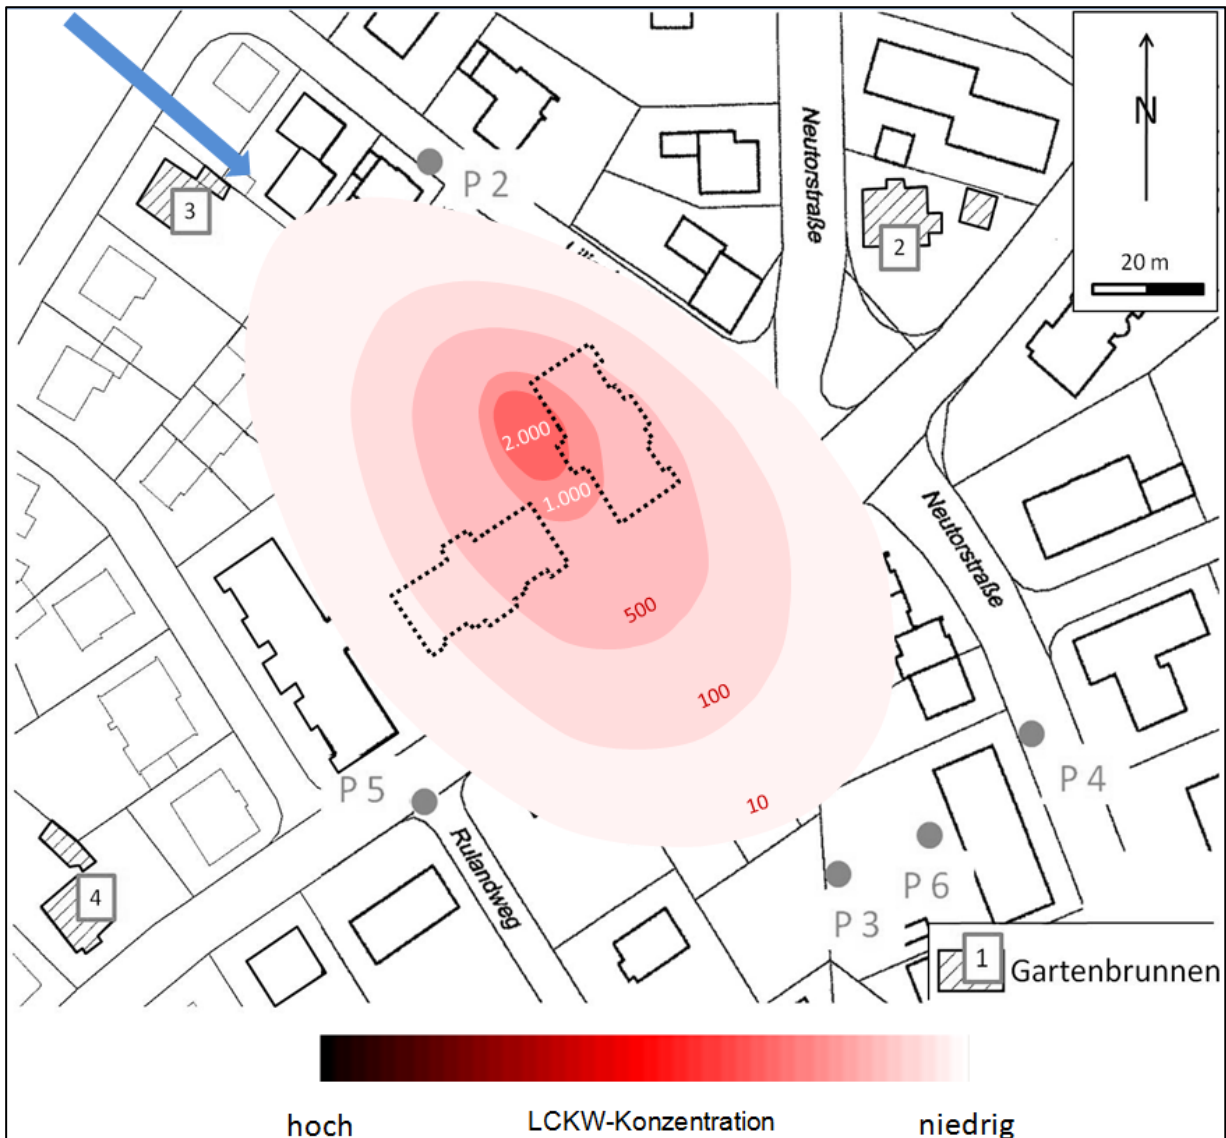 N
20 m
Neutorstraße
P 2
3
2
2.000
1.000
Neutorstraße
500
100
P 4
P 5
10
Rulandweg
P 6
4
P 3
1
Gartenbrunnen
hoch
LCKW-Konzentration
niedrig